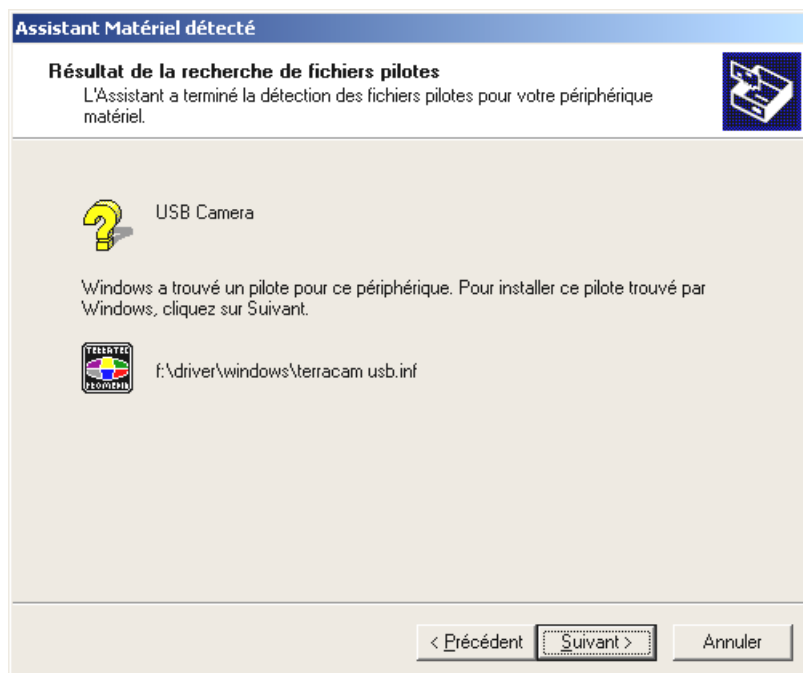 Assistant Matériel détecté
Résultat de la recherche de fichiers pilotes
L'Assistant a terminé la détection des fichiers pilotes pour votre périphérique
matériel.
USB Camera
Windows a trouvé un pilote pour ce périphérique. Pour installer ce pilote trouvé par
Windows, cliquez sur Suivant.
TERRATEC
PROMEDIA
f:\driver\windows\terracam usb.inf
< Précédent
Suivant >
Annuler